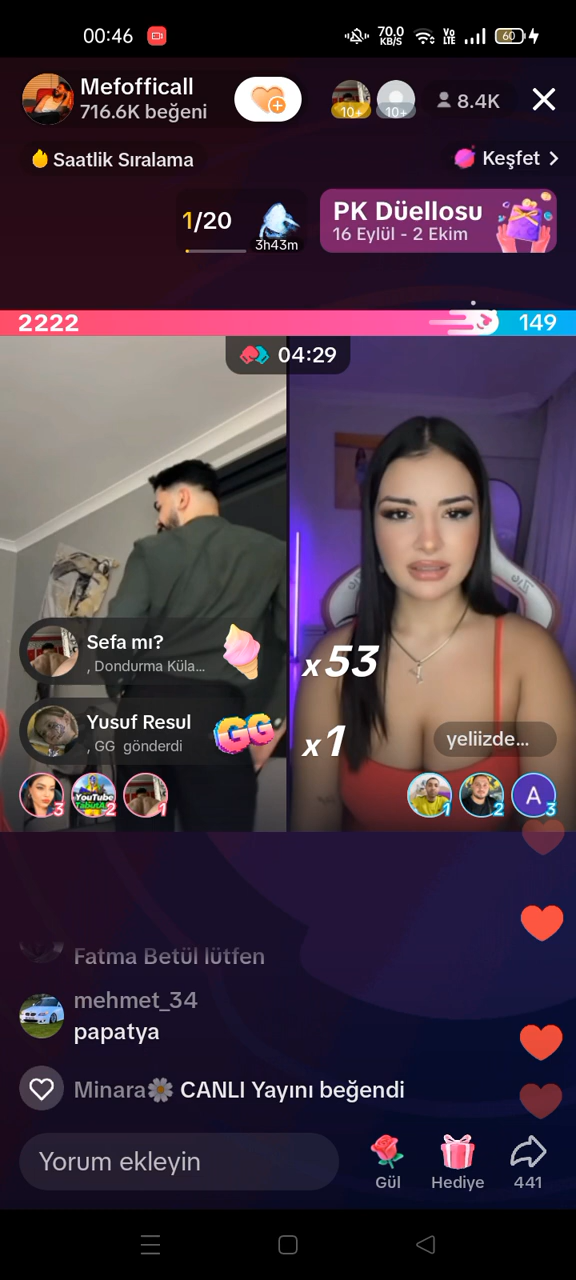 00:46
70.0
KB/S
Vo
LTE
60
Mefofficall
716.6K beğeni
10+
10+
8.4K
Saatlik Sıralama
Keşfet
1/20
3h43m
PK Düellosu
16 Eylül - 2 Ekim
2222
149
04:29
Sefa mı?
, Dondurma Küla...
x53
Yusuf Resul
, GG gönderdi
GG
x1
yeliizde...
3
YouTube
2
1
1
2
A
3
Fatma Betül lütfen
mehmet_34
papatya
Minara🌼 CANLI Yayını beğendi
Yorum ekleyin
Gül
Hediye
441